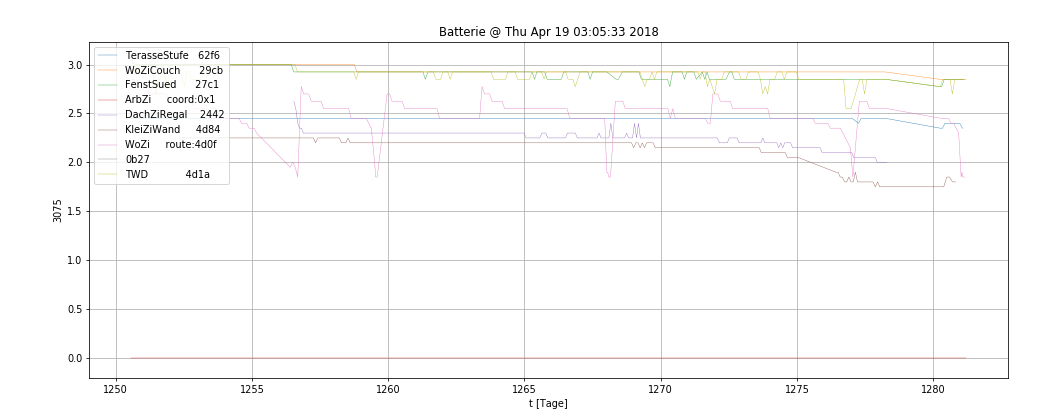 Batterie @ Thu Apr 19 03:05:33 2018
3.0
2.5
2.0
1.5
1.0
0.5
0.0
3075
TerasseStufe 62f6
WoZiCouch 29cb
FenstSued 27c1
ArbZi coord:0x1
DachZiRegal 2442
KleiZiWand 4d84
WoZi route:4d0f
0b27
TWD 4d1a
1250 1255 1260 1265 1270 1275 1280
t [Tage]